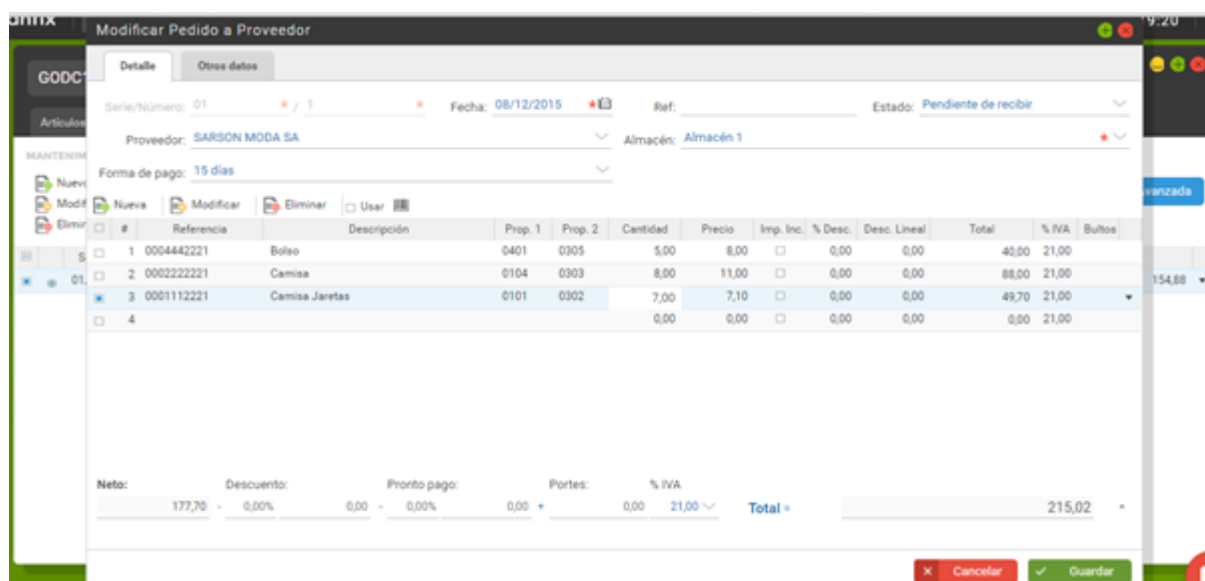 19:20
Modificar Pedido a Proveedor
Detalle Otros datos
Serie/Número: 01 * / 1 * Fecha: 08/12/2015 * Ref: Estado: Pendiente de recibir
Artículos
Proveedor: SARSON MODA SA Almacén: Almacén 1 *
Forma de pago: 15 días
Nueva Modificar Eliminar Usar
# Referencia Descripción Prop. 1 Prop. 2 Cantidad Precio Imp. Inc. % Desc. Desc. Lineal Total % IVA Bultos
1 0004442221 Bolso 0401 0305 5,00 8,00 0,00 0,00 40,00 21,00
2 0002222221 Camisa 0104 0303 8,00 11,00 0,00 0,00 88,00 21,00
01, 3 0001112221 Camisa Jaretas 0101 0302 7,00 7,10 0,00 0,00 49,70 21,00 154,88
4 0,00 0,00 0,00 0,00 0,00 21,00
Neto: Descuento: Pronto pago: Portes: % IVA
177,70 - 0,00% 0,00 - 0,00% 0,00 + 0,00 21,00 Total = 215,02
Cancelar Guardar